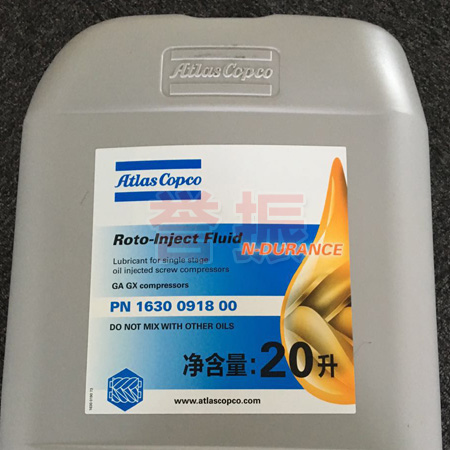 Atlas Copco
Atlas Copco
Roto-Inject Fluid
N-DURANCE
Lubricant for single stage
oil injected screw compressors
GA GX compressors
PN 1630 0918 00
DO NOT MIX WITH OTHER OILS
净含量:20升
www.atlascopco.com
誉振